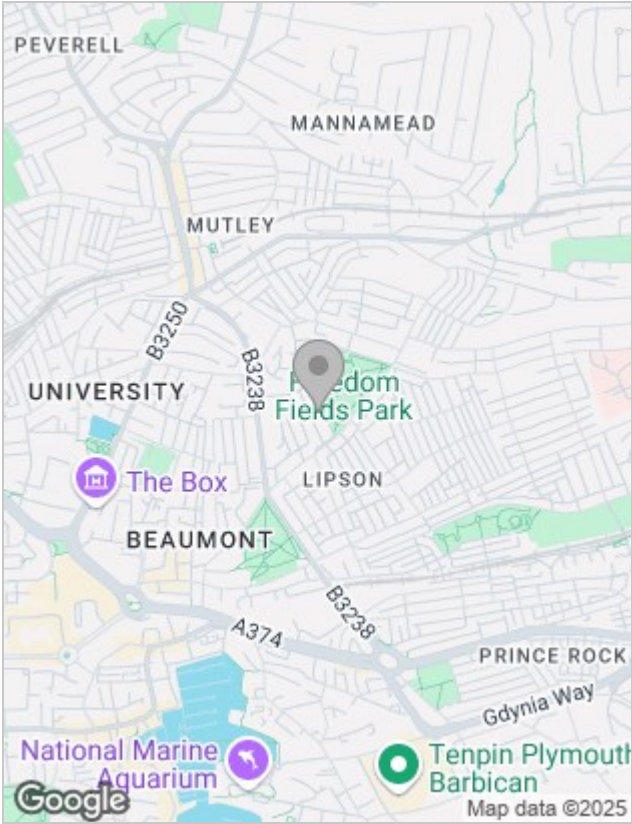 PEVERELL
MANNAMEAD
MUTLEY
B3250
B3238
UNIVERSITY
Freedom
Fields Park
The Box
LIPSON
BEAUMONT
B3238
A374
PRINCE ROCK
Gdynia Way
National Marine
Aquarium
Tenpin Plymouth
Barbican
Google
Map data ©2025